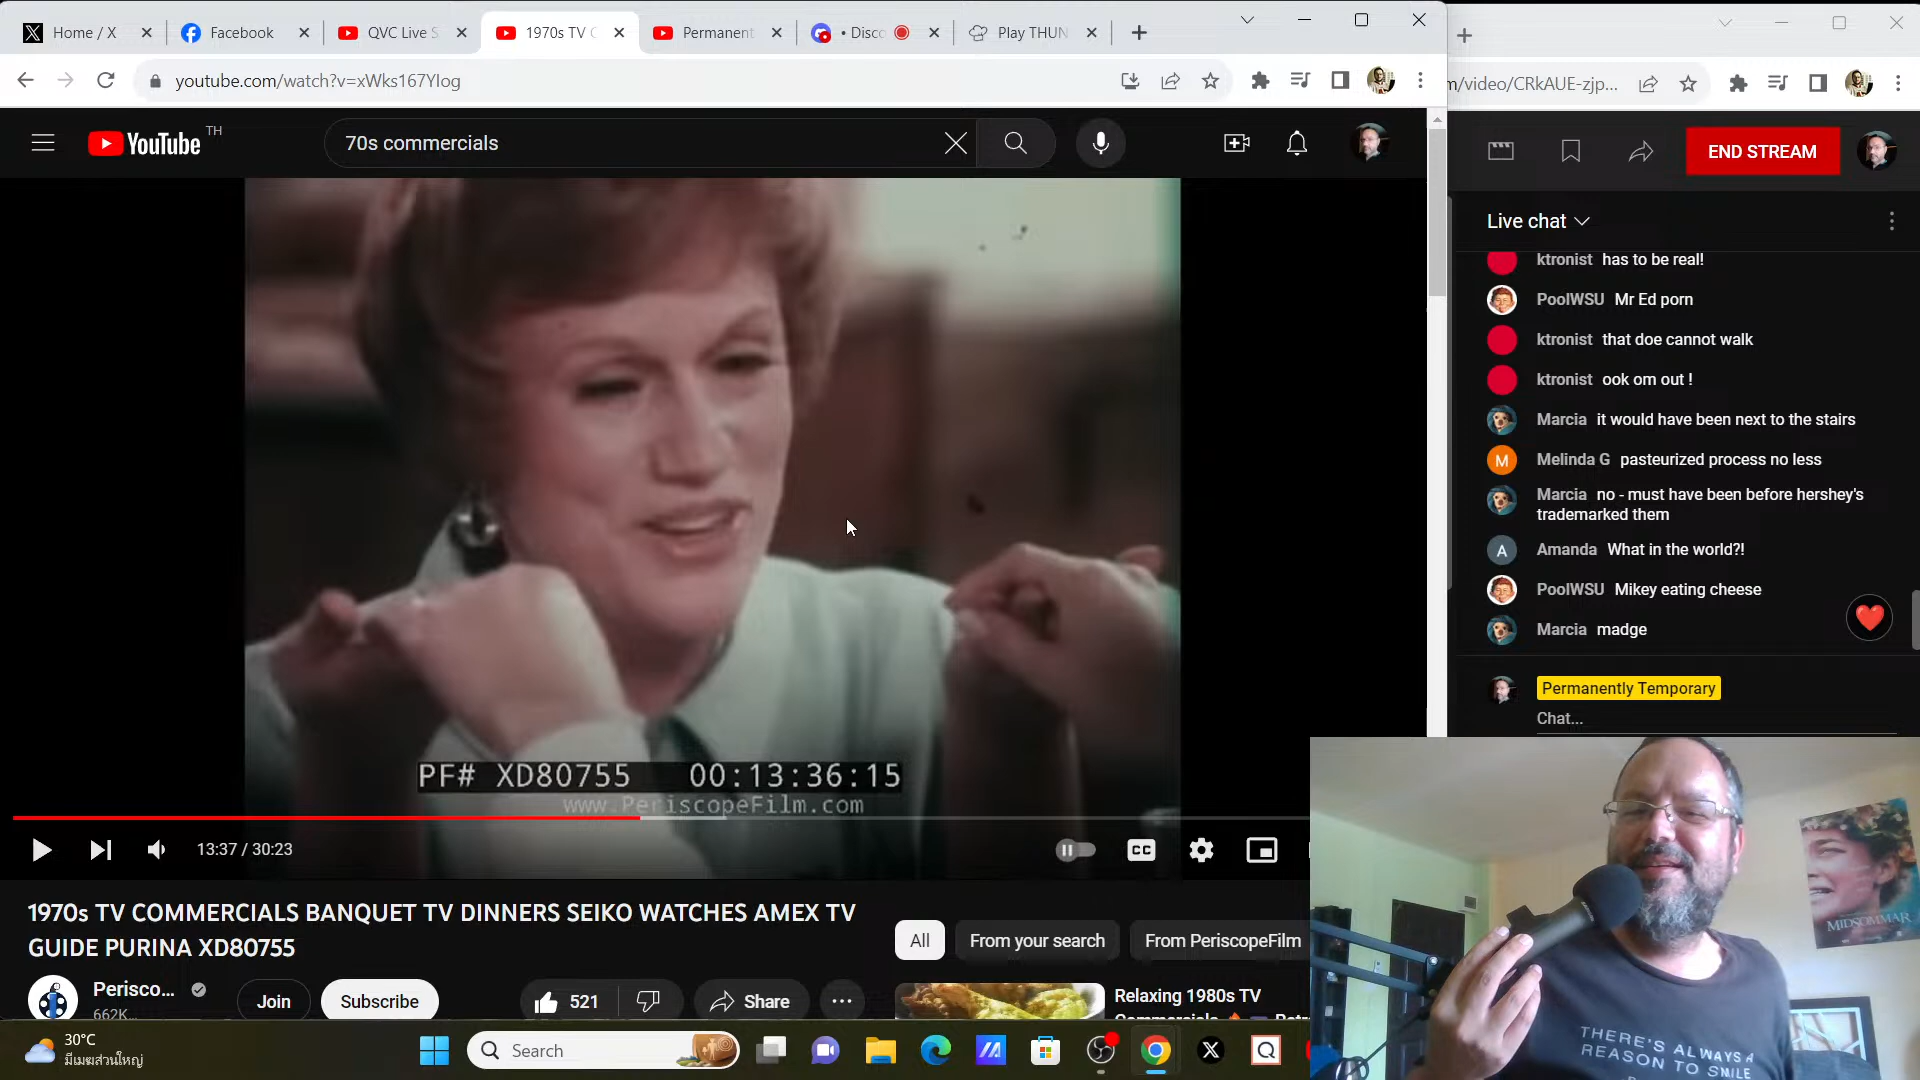 Home / X
Facebook
QVC Live S
1970s TV C
Permanent
• Disco
Play THUN
youtube.com/watch?v=xWks167YIog
m/video/CRkAUE-zjp...
YouTube TH
70s commercials
END STREAM
Live chat
ktronist has to be real!
PoolWSU Mr Ed porn
ktronist that doe cannot walk
ktronist ook om out !
Marcia it would have been next to the stairs
Melinda G pasteurized process no less
Marcia no - must have been before hershey's
trademarked them
Amanda What in the world?!
PoolWSU Mikey eating cheese
Marcia madge
Permanently Temporary
Chat...
PF# XD80755 00:13:36:15
www.PeriscopeFilm.com
13:37 / 30:23
CC
1970s TV COMMERCIALS BANQUET TV DINNERS SEIKO WATCHES AMEX TV
GUIDE PURINA XD80755
All
From your search
From PeriscopeFilm
Perisco...
662K...
Join
Subscribe
521
Share
Relaxing 1980s TV
MIDSOMMAR
THERE'S ALWAYS A
REASON TO SMILE
30°C
มีเมฆส่วนใหญ่
Search